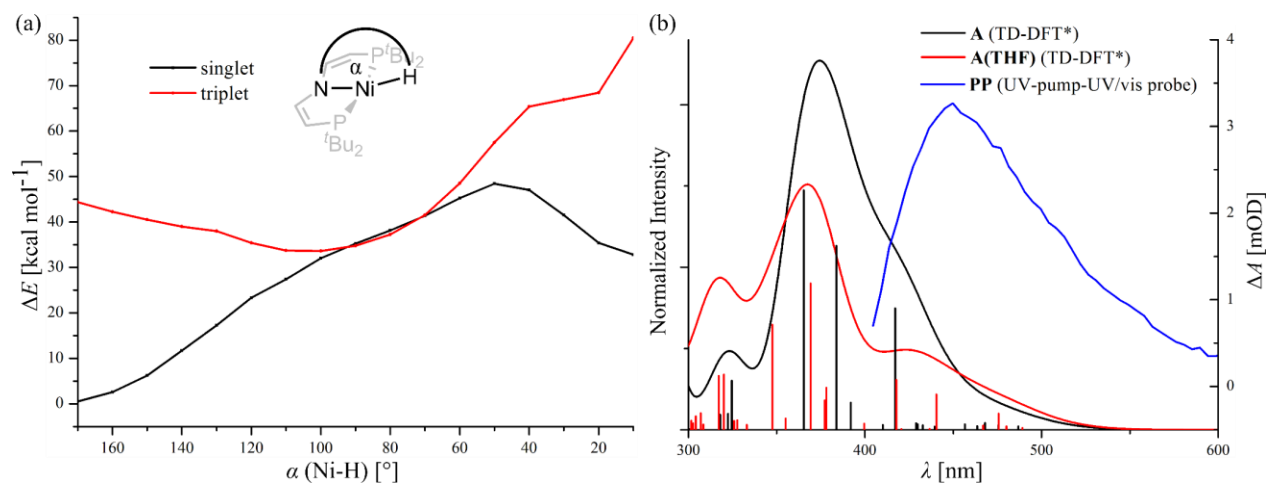 (a)
80
70
60
50
40
30
20
10
0
ΔE [kcal mol⁻¹]
singlet
triplet
α
N
Ni
H
P
ᵗBu₂
P
ᵗBu₂
160 140 120 100 80 60 40 20
α (Ni-H) [°]
(b)
A (TD-DFT*)
A(THF) (TD-DFT*)
PP (UV-pump-UV/vis probe)
Normalized Intensity
4
3
2
1
0
ΔA [mOD]
300 400 500 600
λ [nm]